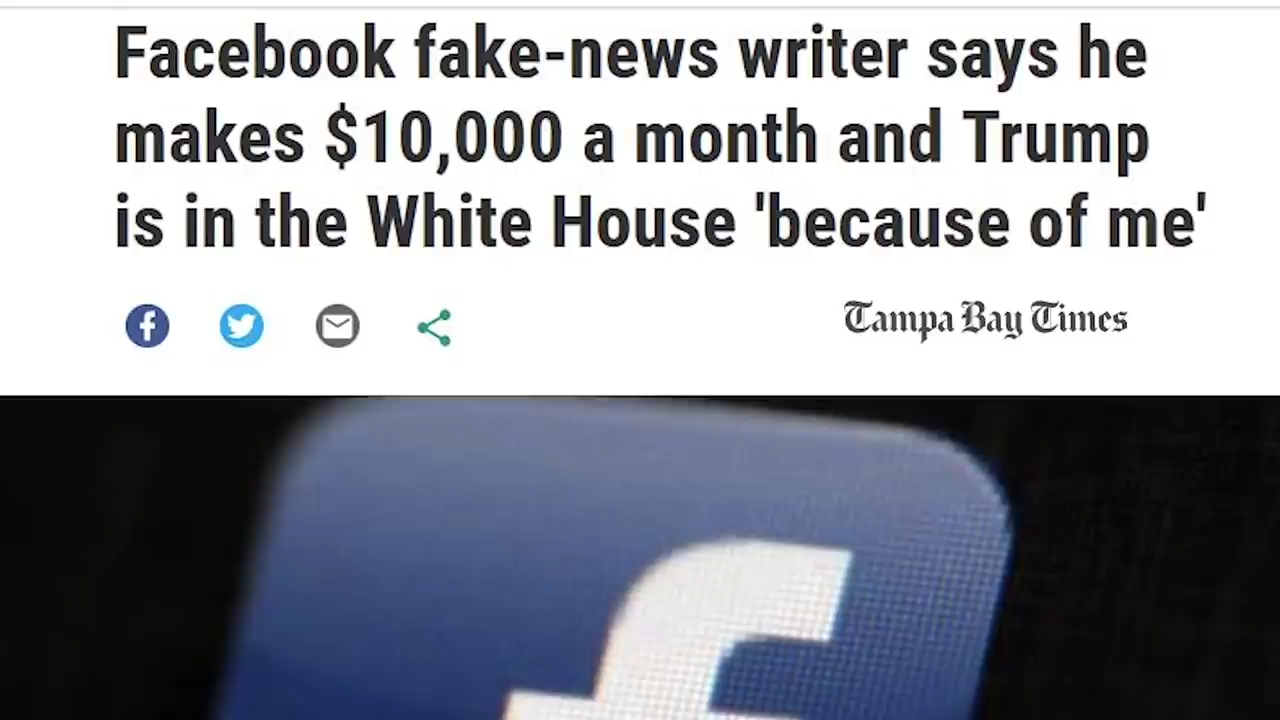 Facebook fake-news writer says he
makes $10,000 a month and Trump
is in the White House 'because of me'
Tampa Bay Times